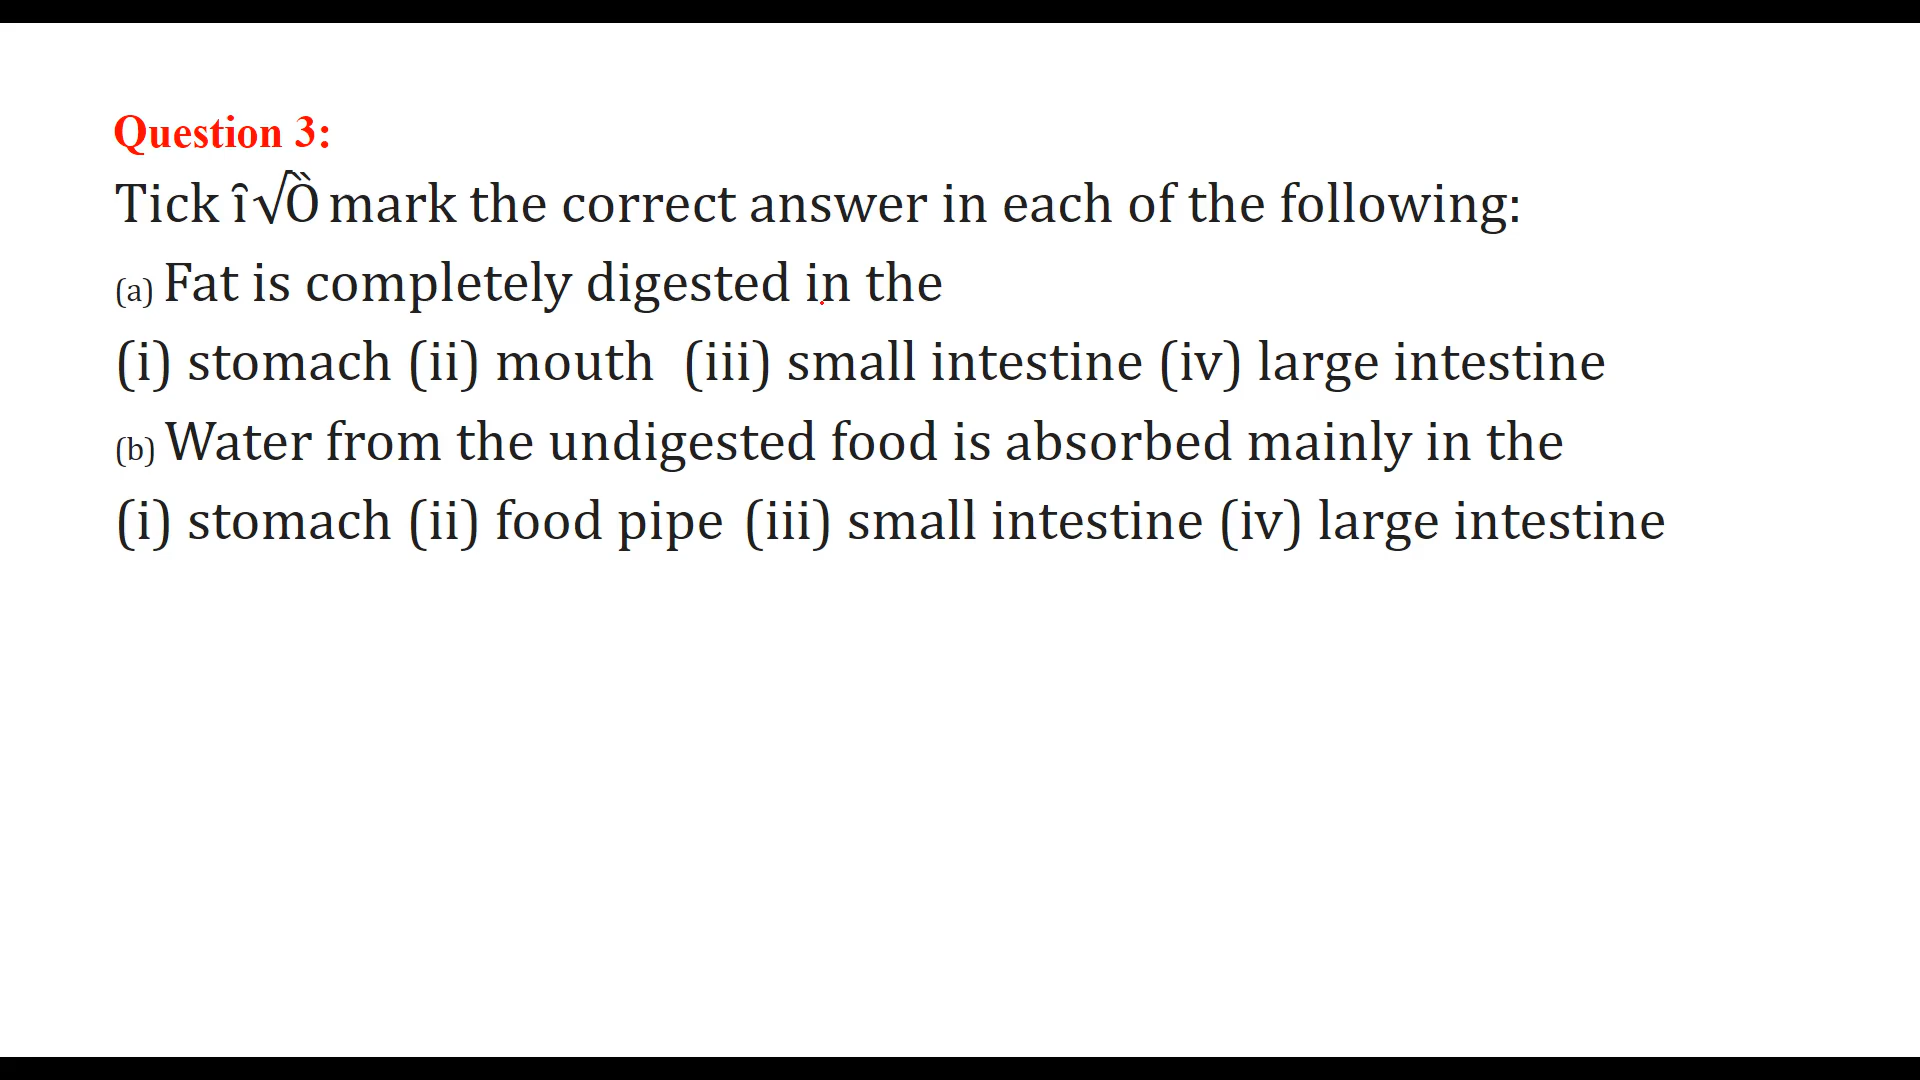 Question 3:
Tick î√Ȍ mark the correct answer in each of the following:
(a) Fat is completely digested in the
(i) stomach (ii) mouth (iii) small intestine (iv) large intestine
(b) Water from the undigested food is absorbed mainly in the
(i) stomach (ii) food pipe (iii) small intestine (iv) large intestine